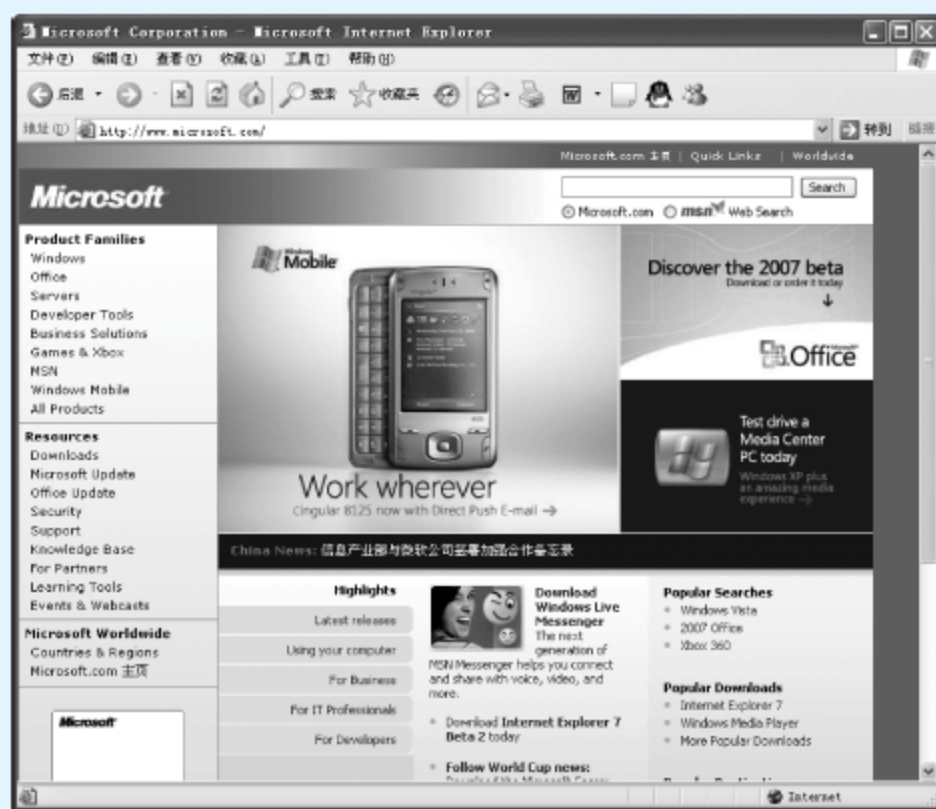 Microsoft Corporation - Microsoft Internet Explorer
文件(F) 编辑(E) 查看(V) 收藏(A) 工具(T) 帮助(H)
后退 搜索 收藏夹
地址(D) http://www.microsoft.com/ 转到 链接
Microsoft.com 主页 | Quick Links | Worldwide
Microsoft
Search
Microsoft.com msn Web Search
Product Families
Windows
Office
Servers
Developer Tools
Business Solutions
Games & Xbox
MSN
Windows Mobile
All Products
Resources
Downloads
Microsoft Update
Office Update
Security
Support
Knowledge Base
For Partners
Learning Tools
Events & Webcasts
Microsoft Worldwide
Countries & Regions
Microsoft.com 主页
Microsoft
Windows
Mobile
Work wherever
Cingular 8125 now with Direct Push E-mail →
Discover the 2007 beta
Download or order it today
Microsoft
Office
Test drive a
Media Center
PC today
Windows XP plus
an amazing media
experience →
China News: 信息产业部与微软公司签署加强合作备忘录
Highlights
Latest releases
Using your computer
For Business
For IT Professionals
For Developers
Download
Windows Live
Messenger
The next
generation of
MSN Messenger helps you connect
and share with voice, video, and
more.
Download Internet Explorer 7
Beta 2 today
Follow World Cup news:
Popular Searches
Windows Vista
2007 Office
Xbox 360
Popular Downloads
Internet Explorer 7
Windows Media Player
More Popular Downloads
Internet